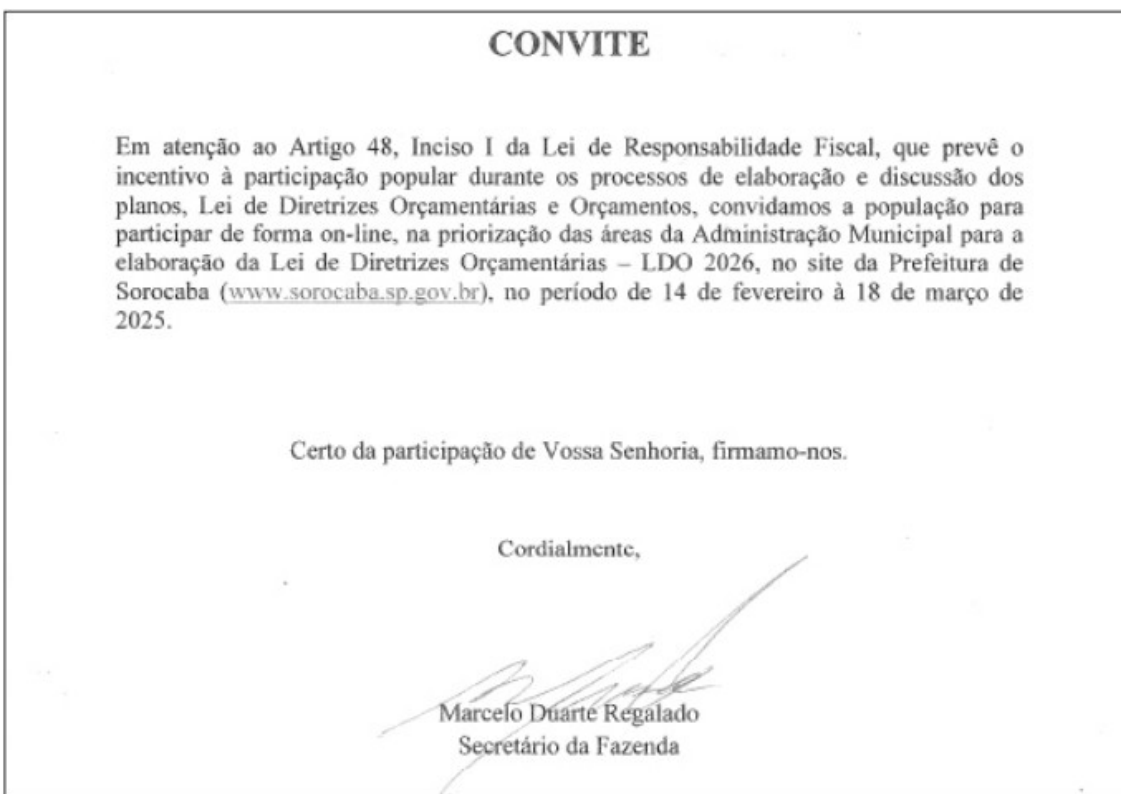 CONVITE
Em atenção ao Artigo 48, Inciso I da Lei de Responsabilidade Fiscal, que prevê o
incentivo à participação popular durante os processos de elaboração e discussão dos
planos, Lei de Diretrizes Orçamentárias e Orçamentos, convidamos a população para
participar de forma on-line, na priorização das áreas da Administração Municipal para a
elaboração da Lei de Diretrizes Orçamentárias – LDO 2026, no site da Prefeitura de
Sorocaba (www.sorocaba.sp.gov.br), no período de 14 de fevereiro à 18 de março de
2025.
Certo da participação de Vossa Senhoria, firmamo-nos.
Cordialmente,
Marcelo Duarte Regalado
Secretário da Fazenda